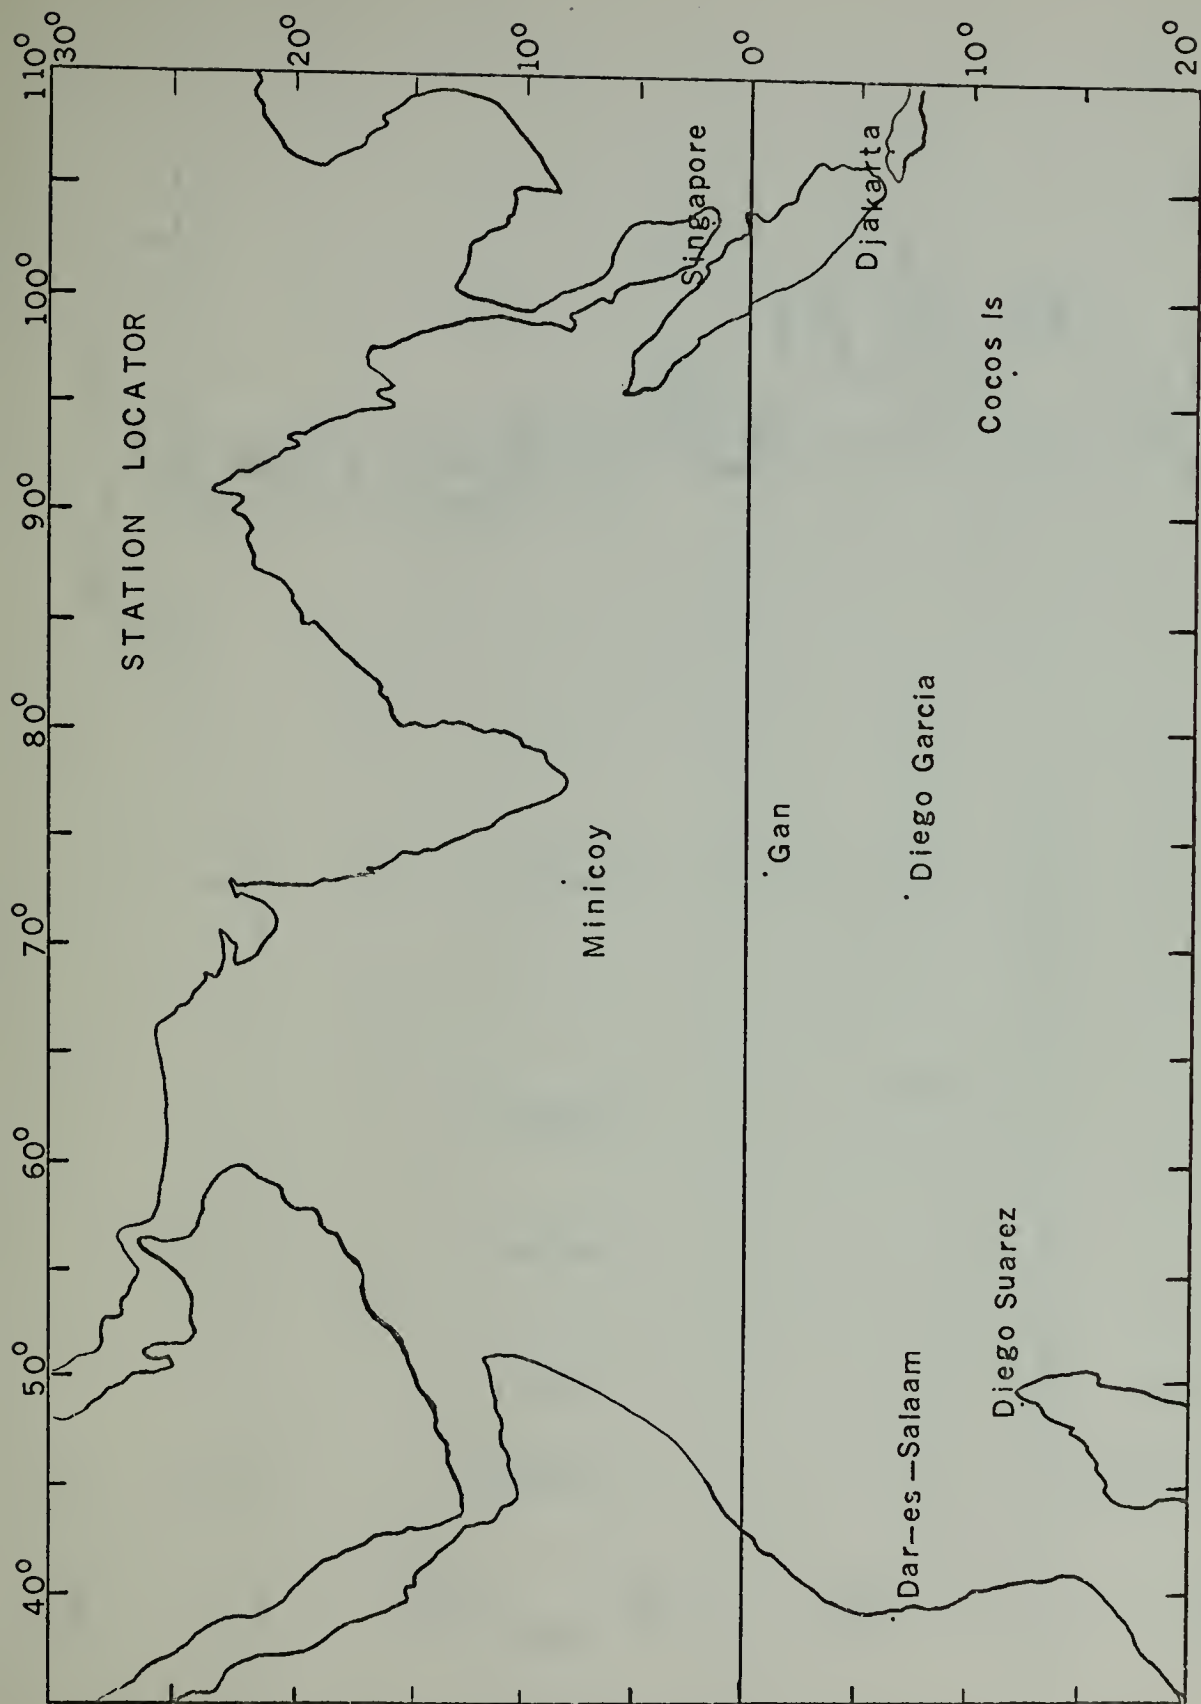 STATION LOCATOR
40°
50°
60°
70°
80°
90°
100°
110°
30°
20°
10°
0°
10°
20°
Singapore
Djakarta
Cocos Is
Minicoy
Gan
Diego Garcia
Diego Suarez
Dar-es-Salaam